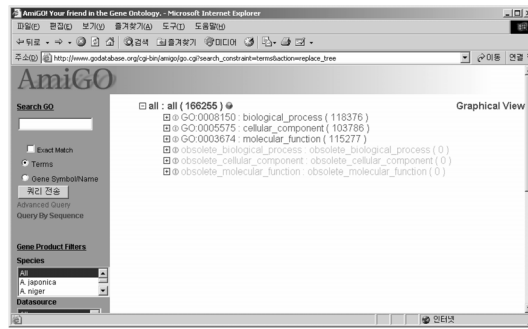 AmiGO! Your friend in the Gene Ontology. - Microsoft Internet Explorer
파일(F) 편집(E) 보기(V) 즐겨찾기(A) 도구(T) 도움말(H)
뒤로 검색 즐겨찾기 미디어
주소(D) http://www.godatabase.org/cgi-bin/amigo/go.cgi?search_constraint=terms&action=replace_tree 이동 연결
AmiGO
Search GO
Exact Match
Terms
Gene Symbol/Name
쿼리 전송
Advanced Query
Query By Sequence
Gene Product Filters
Species
All
A. japonica
A. niger
Datasource
all : all ( 166255 )
Graphical View
GO:0008150 : biological_process ( 118376 )
GO:0005575 : cellular_component ( 103786 )
GO:0003674 : molecular_function ( 115277 )
obsolete_biological_process : obsolete_biological_process ( 0 )
obsolete_cellular_component : obsolete_cellular_component ( 0 )
obsolete_molecular_function : obsolete_molecular_function ( 0 )
인터넷